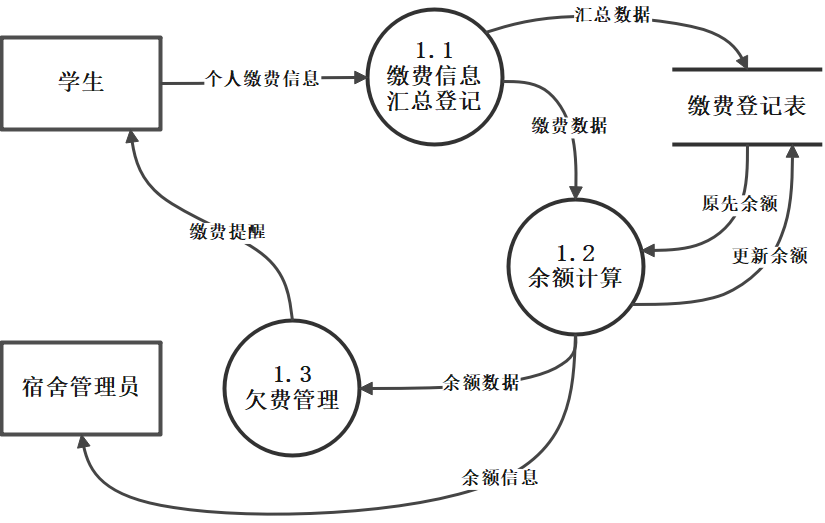 汇总数据
1.1
缴费信息
汇总登记
学生
个人缴费信息
缴费登记表
缴费数据
原先余额
缴费提醒
更新余额
1.2
余额计算
1.3
欠费管理
宿舍管理员
余额数据
余额信息